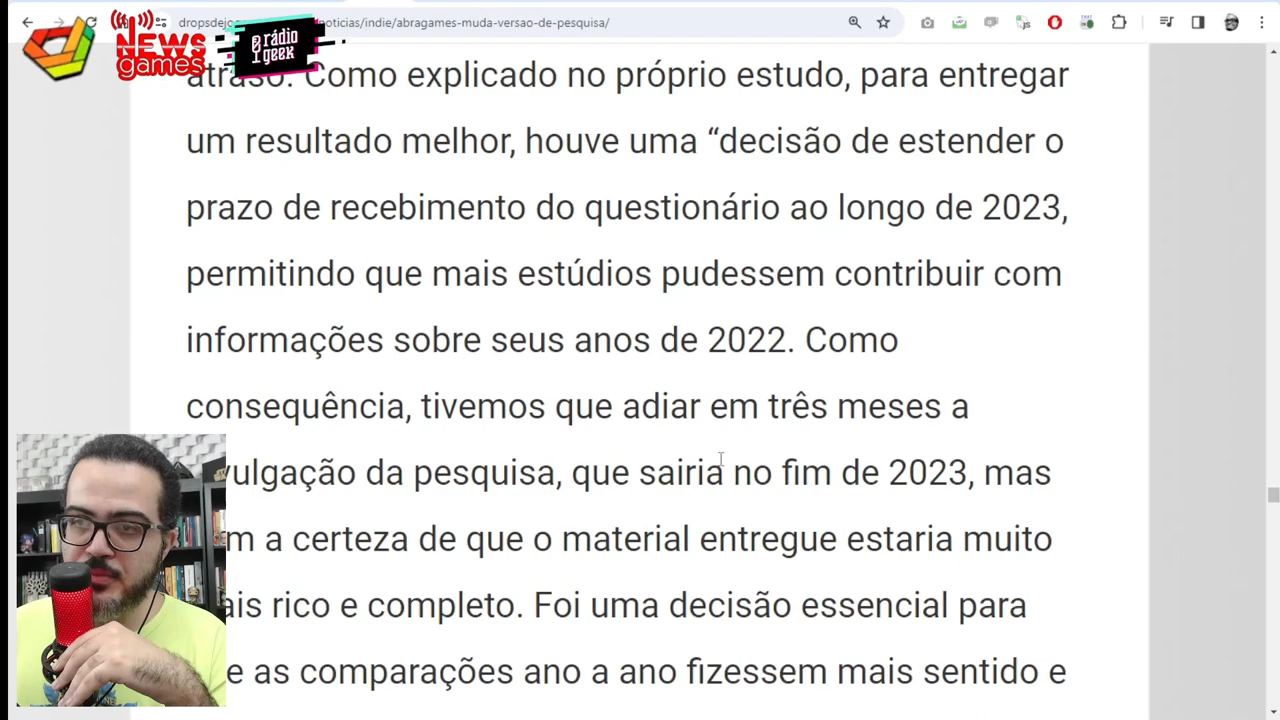 dropsdejo
noticias/indie/abragames-muda-versao-de-pesquisa/
NEWS
games
rádio
geek
atraso. Como explicado no próprio estudo, para entregar
um resultado melhor, houve uma “decisão de estender o
prazo de recebimento do questionário ao longo de 2023,
permitindo que mais estúdios pudessem contribuir com
informações sobre seus anos de 2022. Como
consequência, tivemos que adiar em três meses a
vulgação da pesquisa, que sairia no fim de 2023, mas
m a certeza de que o material entregue estaria muito
ais rico e completo. Foi uma decisão essencial para
e as comparações ano a ano fizessem mais sentido e